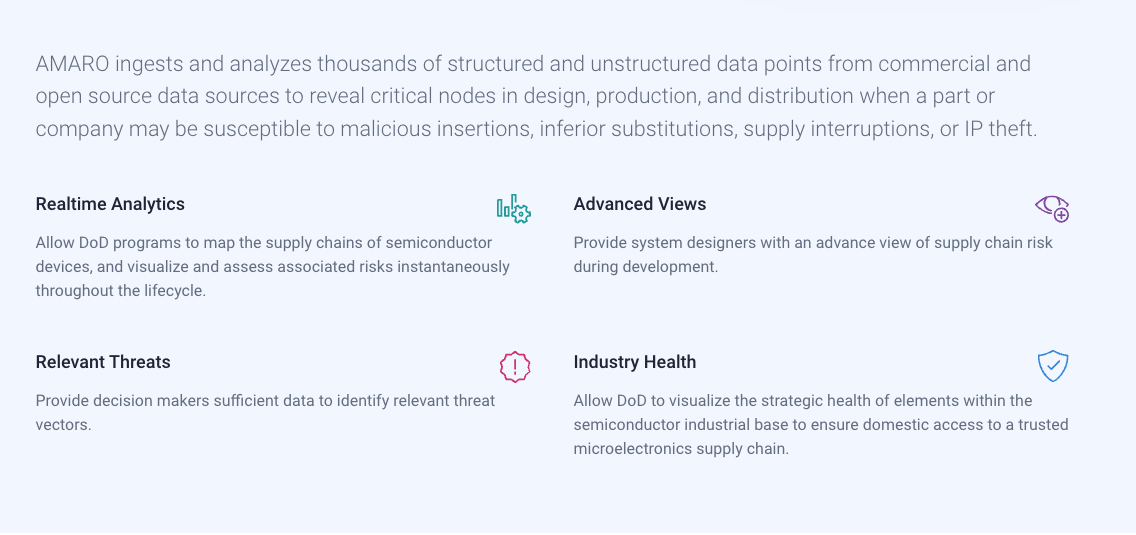 AMARO ingests and analyzes thousands of structured and unstructured data points from commercial and
open source data sources to reveal critical nodes in design, production, and distribution when a part or
company may be susceptible to malicious insertions, inferior substitutions, supply interruptions, or IP theft.
Realtime Analytics
Allow DoD programs to map the supply chains of semiconductor
devices, and visualize and assess associated risks instantaneously
throughout the lifecycle.
Advanced Views
Provide system designers with an advance view of supply chain risk
during development.
Relevant Threats
Provide decision makers sufficient data to identify relevant threat
vectors.
Industry Health
Allow DoD to visualize the strategic health of elements within the
semiconductor industrial base to ensure domestic access to a trusted
microelectronics supply chain.